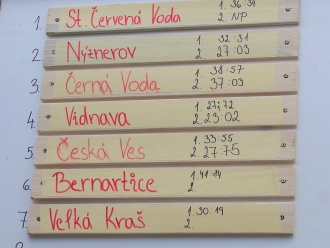 1. St. Červená Voda 1. 36:39
2. NP
2. Nýznerov 1. 32:31
2. 27:03
3. Černá Voda 1. 38:57
2. 37:03
4. Vidnava 1. 27:72
2. 23:02
5. Česká Ves 1. 33:55
2. 27:75
6. Bernartice 1. 41:84
2.
7. Velká Kraš 1. 30:19
2.